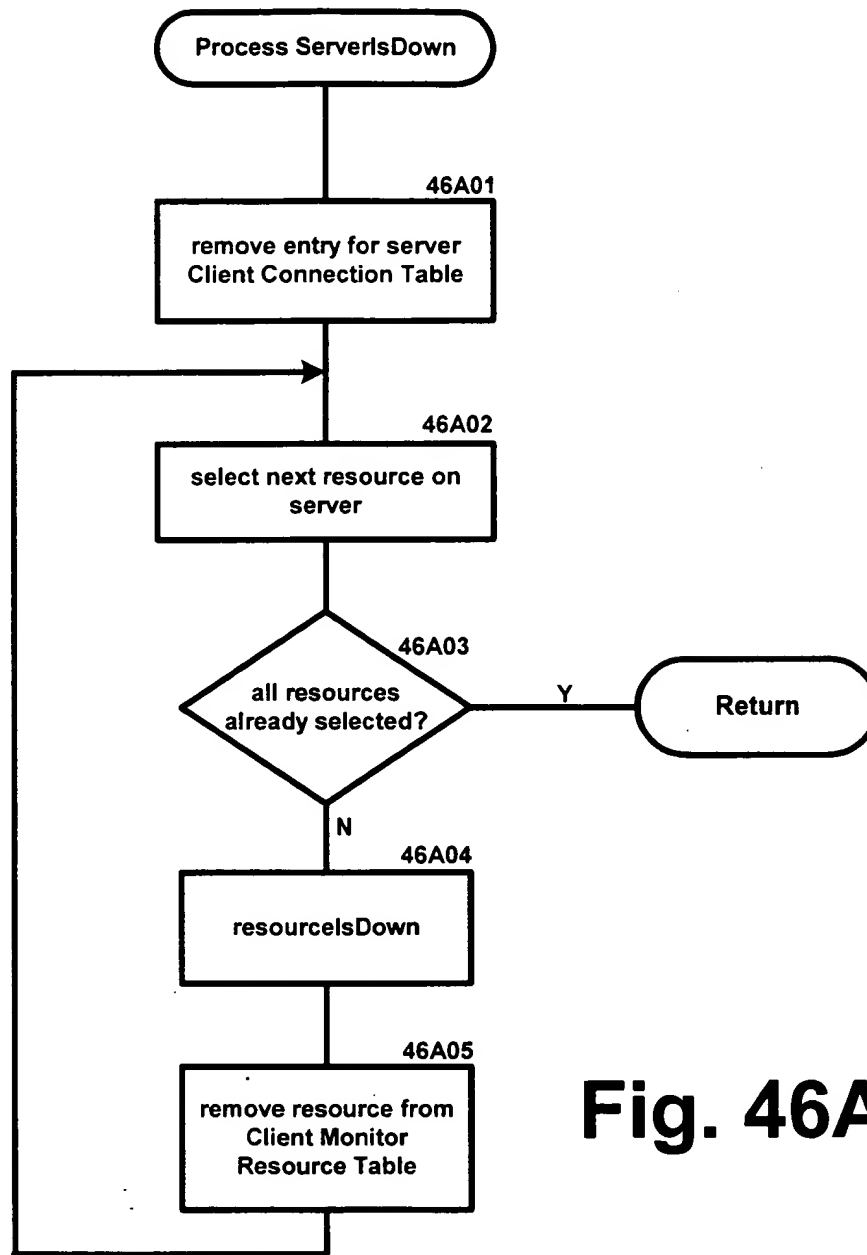 Process ServerIsDown
46A01
remove entry for server
Client Connection Table
46A02
select next resource on
server
46A03
all resources
already selected?
Y
Return
N
46A04
resourceIsDown
46A05
remove resource from
Client Monitor
Resource Table
Fig. 46A